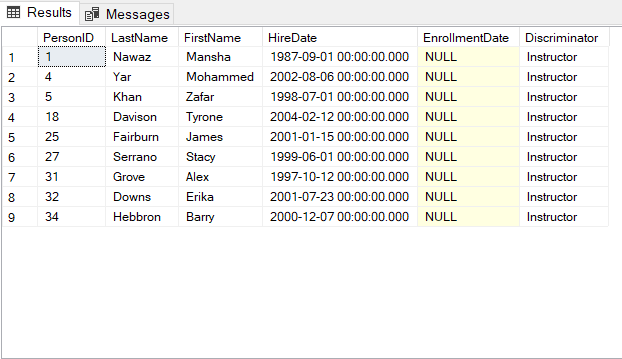 Results Messages
PersonID LastName FirstName HireDate EnrollmentDate Discriminator
1 1 Nawaz Mansha 1987-09-01 00:00:00.000 NULL Instructor
2 4 Yar Mohammed 2002-08-06 00:00:00.000 NULL Instructor
3 5 Khan Zafar 1998-07-01 00:00:00.000 NULL Instructor
4 18 Davison Tyrone 2004-02-12 00:00:00.000 NULL Instructor
5 25 Fairburn James 2001-01-15 00:00:00.000 NULL Instructor
6 27 Serrano Stacy 1999-06-01 00:00:00.000 NULL Instructor
7 31 Grove Alex 1997-10-12 00:00:00.000 NULL Instructor
8 32 Downs Erika 2001-07-23 00:00:00.000 NULL Instructor
9 34 Hebbron Barry 2000-12-07 00:00:00.000 NULL Instructor